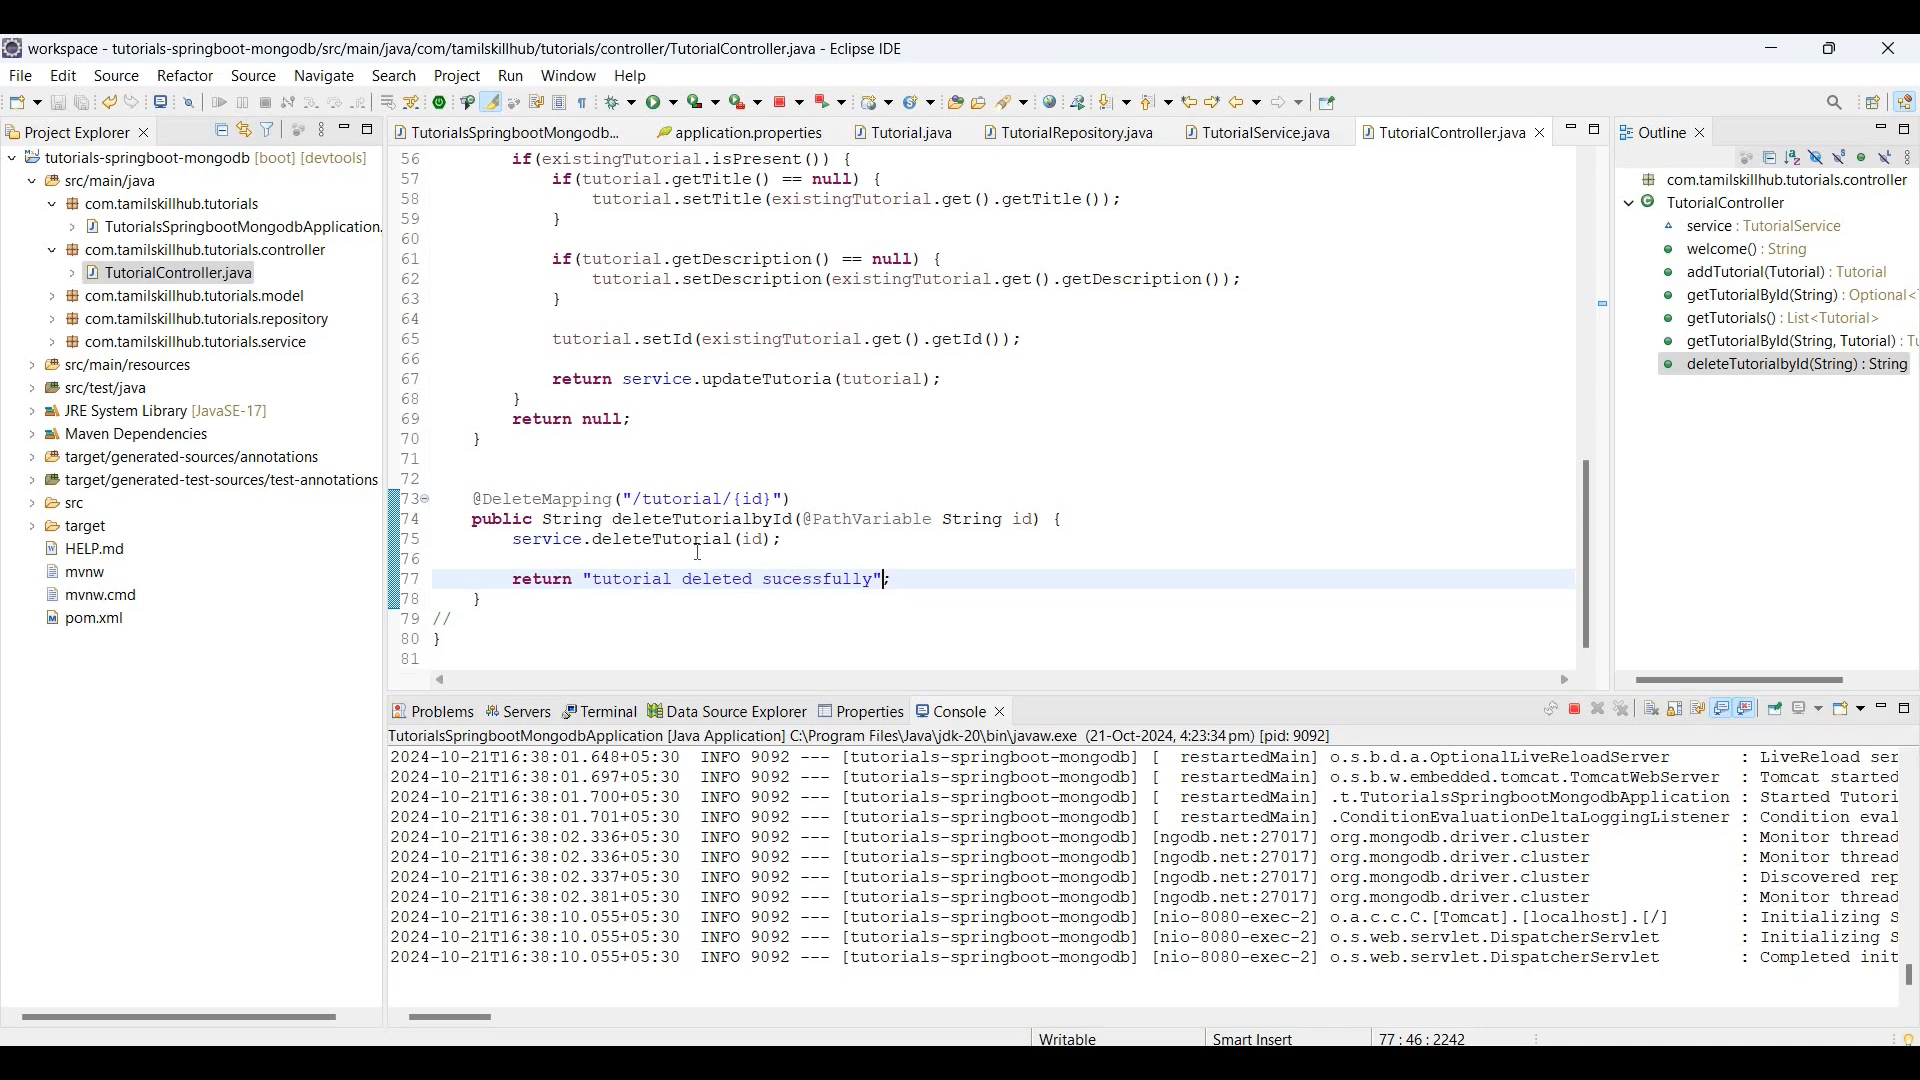 workspace - tutorials-springboot-mongodb/src/main/java/com/tamilskillhub/tutorials/controller/TutorialController.java - Eclipse IDE
File Edit Source Refactor Source Navigate Search Project Run Window Help
Project Explorer
tutorials-springboot-mongodb [boot] [devtools]
src/main/java
com.tamilskillhub.tutorials
TutorialsSpringbootMongodbApplication.
com.tamilskillhub.tutorials.controller
TutorialController.java
com.tamilskillhub.tutorials.model
com.tamilskillhub.tutorials.repository
com.tamilskillhub.tutorials.service
src/main/resources
src/test/java
JRE System Library [JavaSE-17]
Maven Dependencies
target/generated-sources/annotations
target/generated-test-sources/test-annotations
src
target
HELP.md
mvnw
mvnw.cmd
pom.xml
TutorialsSpringbootMongodb... application.properties Tutorial.java TutorialRepository.java TutorialService.java TutorialController.java
56 if(existingTutorial.isPresent()) {
57 if(tutorial.getTitle() == null) {
58 tutorial.setTitle(existingTutorial.get().getTitle());
59 }
60
61 if(tutorial.getDescription() == null) {
62 tutorial.setDescription(existingTutorial.get().getDescription());
63 }
64
65 tutorial.setId(existingTutorial.get().getId());
66
67 return service.updateTutoria(tutorial);
68 }
69 return null;
70 }
71
72
73 @DeleteMapping("/tutorial/{id}")
74 public String deleteTutorialbyId(@PathVariable String id) {
75 service.deleteTutorial(id);
76
77 return "tutorial deleted sucessfully";
78 }
79 //
80 }
81
Outline
com.tamilskillhub.tutorials.controller
TutorialController
service : TutorialService
welcome() : String
addTutorial(Tutorial) : Tutorial
getTutorialById(String) : Optional<
getTutorials() : List<Tutorial>
getTutorialById(String, Tutorial) : Tu
deleteTutorialbyId(String) : String
Problems Servers Terminal Data Source Explorer Properties Console
TutorialsSpringbootMongodbApplication [Java Application] C:\Program Files\Java\jdk-20\bin\javaw.exe (21-Oct-2024, 4:23:34 pm) [pid: 9092]
2024-10-21T16:38:01.648+05:30 INFO 9092 --- [tutorials-springboot-mongodb] [ restartedMain] o.s.b.d.a.OptionalLiveReloadServer : LiveReload ser
2024-10-21T16:38:01.697+05:30 INFO 9092 --- [tutorials-springboot-mongodb] [ restartedMain] o.s.b.w.embedded.tomcat.TomcatWebServer : Tomcat started
2024-10-21T16:38:01.700+05:30 INFO 9092 --- [tutorials-springboot-mongodb] [ restartedMain] .t.TutorialsSpringbootMongodbApplication : Started Tutori
2024-10-21T16:38:01.701+05:30 INFO 9092 --- [tutorials-springboot-mongodb] [ restartedMain] .ConditionEvaluationDeltaLoggingListener : Condition eval
2024-10-21T16:38:02.336+05:30 INFO 9092 --- [tutorials-springboot-mongodb] [ngodb.net:27017] org.mongodb.driver.cluster : Monitor thread
2024-10-21T16:38:02.336+05:30 INFO 9092 --- [tutorials-springboot-mongodb] [ngodb.net:27017] org.mongodb.driver.cluster : Monitor thread
2024-10-21T16:38:02.337+05:30 INFO 9092 --- [tutorials-springboot-mongodb] [ngodb.net:27017] org.mongodb.driver.cluster : Discovered rep
2024-10-21T16:38:02.381+05:30 INFO 9092 --- [tutorials-springboot-mongodb] [ngodb.net:27017] org.mongodb.driver.cluster : Monitor thread
2024-10-21T16:38:10.055+05:30 INFO 9092 --- [tutorials-springboot-mongodb] [nio-8080-exec-2] o.a.c.c.C.[Tomcat].[localhost].[/] : Initializing S
2024-10-21T16:38:10.055+05:30 INFO 9092 --- [tutorials-springboot-mongodb] [nio-8080-exec-2] o.s.web.servlet.DispatcherServlet : Initializing S
2024-10-21T16:38:10.055+05:30 INFO 9092 --- [tutorials-springboot-mongodb] [nio-8080-exec-2] o.s.web.servlet.DispatcherServlet : Completed init
Writable Smart Insert 77 : 46 : 2242